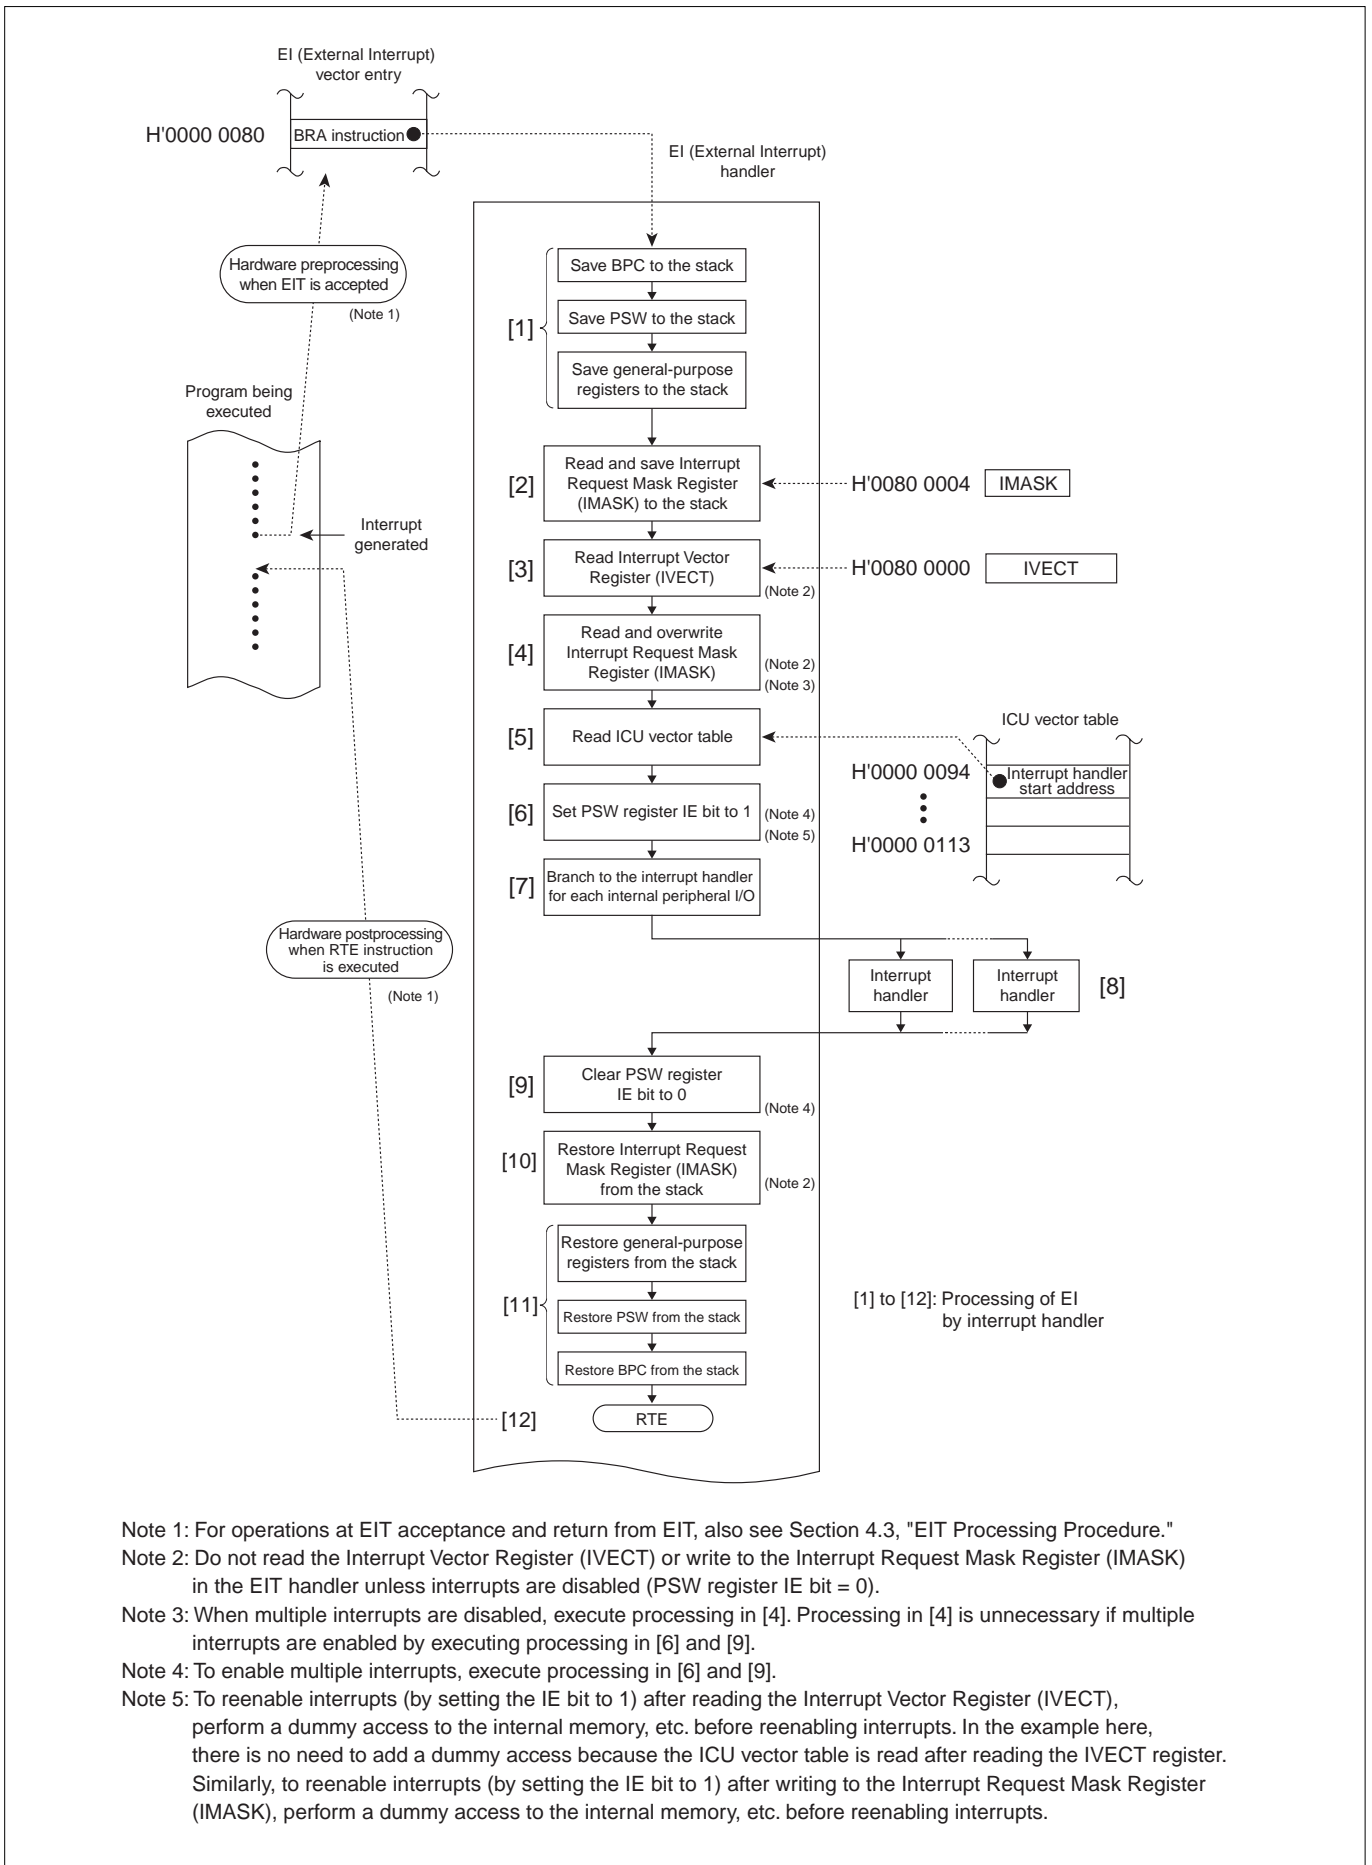 EI (External Interrupt)
vector entry
H'0000 0080
BRA instruction
EI (External Interrupt)
handler
Hardware preprocessing
when EIT is accepted
(Note 1)
Program being
executed
Interrupt
generated
[1]
Save BPC to the stack
Save PSW to the stack
Save general-purpose
registers to the stack
[2]
Read and save Interrupt
Request Mask Register
(IMASK) to the stack
H'0080 0004
IMASK
[3]
Read Interrupt Vector
Register (IVECT)
(Note 2)
H'0080 0000
IVECT
[4]
Read and overwrite
Interrupt Request Mask
Register (IMASK)
(Note 2)
(Note 3)
[5]
Read ICU vector table
ICU vector table
H'0000 0094
Interrupt handler
start address
H'0000 0113
[6]
Set PSW register IE bit to 1
(Note 4)
(Note 5)
[7]
Branch to the interrupt handler
for each internal peripheral I/O
Hardware postprocessing
when RTE instruction
is executed
(Note 1)
Interrupt
handler
Interrupt
handler
[8]
[9]
Clear PSW register
IE bit to 0
(Note 4)
[10]
Restore Interrupt Request
Mask Register (IMASK)
from the stack
(Note 2)
[11]
Restore general-purpose
registers from the stack
Restore PSW from the stack
Restore BPC from the stack
[1] to [12]: Processing of EI
by interrupt handler
[12]
RTE
Note 1: For operations at EIT acceptance and return from EIT, also see Section 4.3, "EIT Processing Procedure."
Note 2: Do not read the Interrupt Vector Register (IVECT) or write to the Interrupt Request Mask Register (IMASK)
in the EIT handler unless interrupts are disabled (PSW register IE bit = 0).
Note 3: When multiple interrupts are disabled, execute processing in [4]. Processing in [4] is unnecessary if multiple
interrupts are enabled by executing processing in [6] and [9].
Note 4: To enable multiple interrupts, execute processing in [6] and [9].
Note 5: To reenable interrupts (by setting the IE bit to 1) after reading the Interrupt Vector Register (IVECT),
perform a dummy access to the internal memory, etc. before reenabling interrupts. In the example here,
there is no need to add a dummy access because the ICU vector table is read after reading the IVECT register.
Similarly, to reenable interrupts (by setting the IE bit to 1) after writing to the Interrupt Request Mask Register
(IMASK), perform a dummy access to the internal memory, etc. before reenabling interrupts.